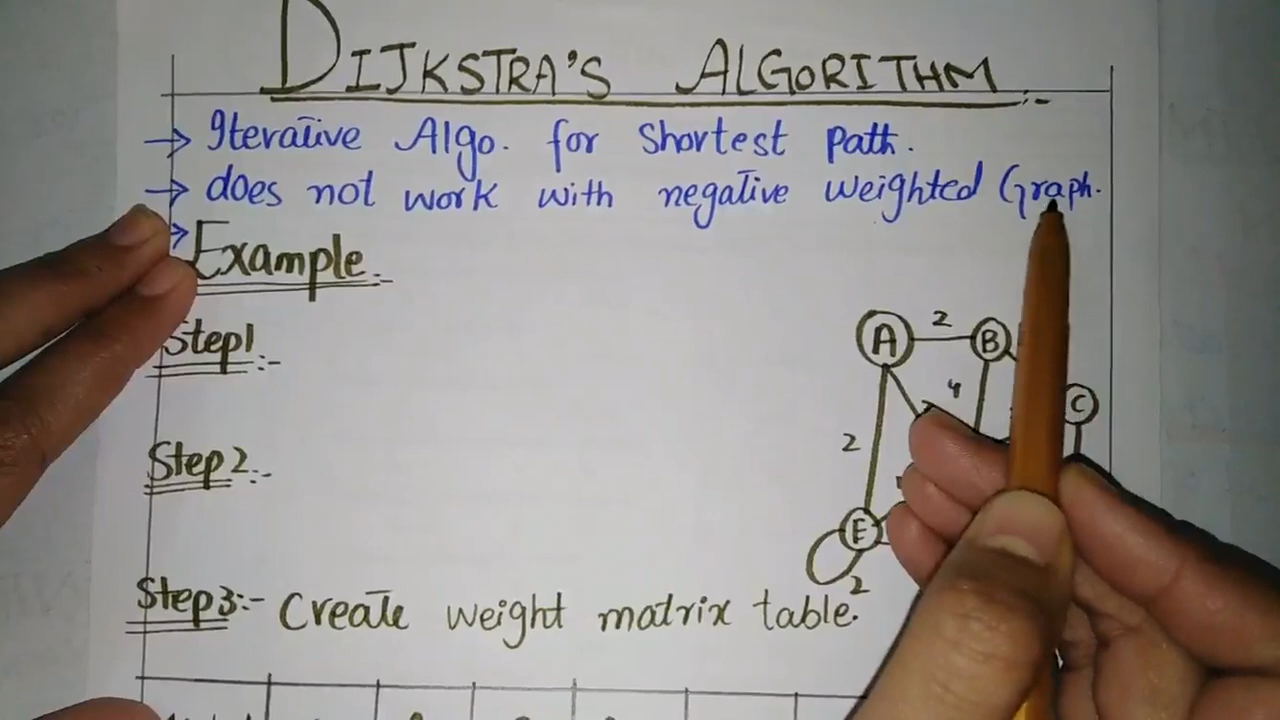 DIJKSTRA'S ALGORITHM
→ Iterative Algo. for shortest path.
→ does not work with negative weighted Graph.
Example
Step1:-
Step2:-
A 2 B
4 C
2
E
2
Step3:- Create weight matrix table.